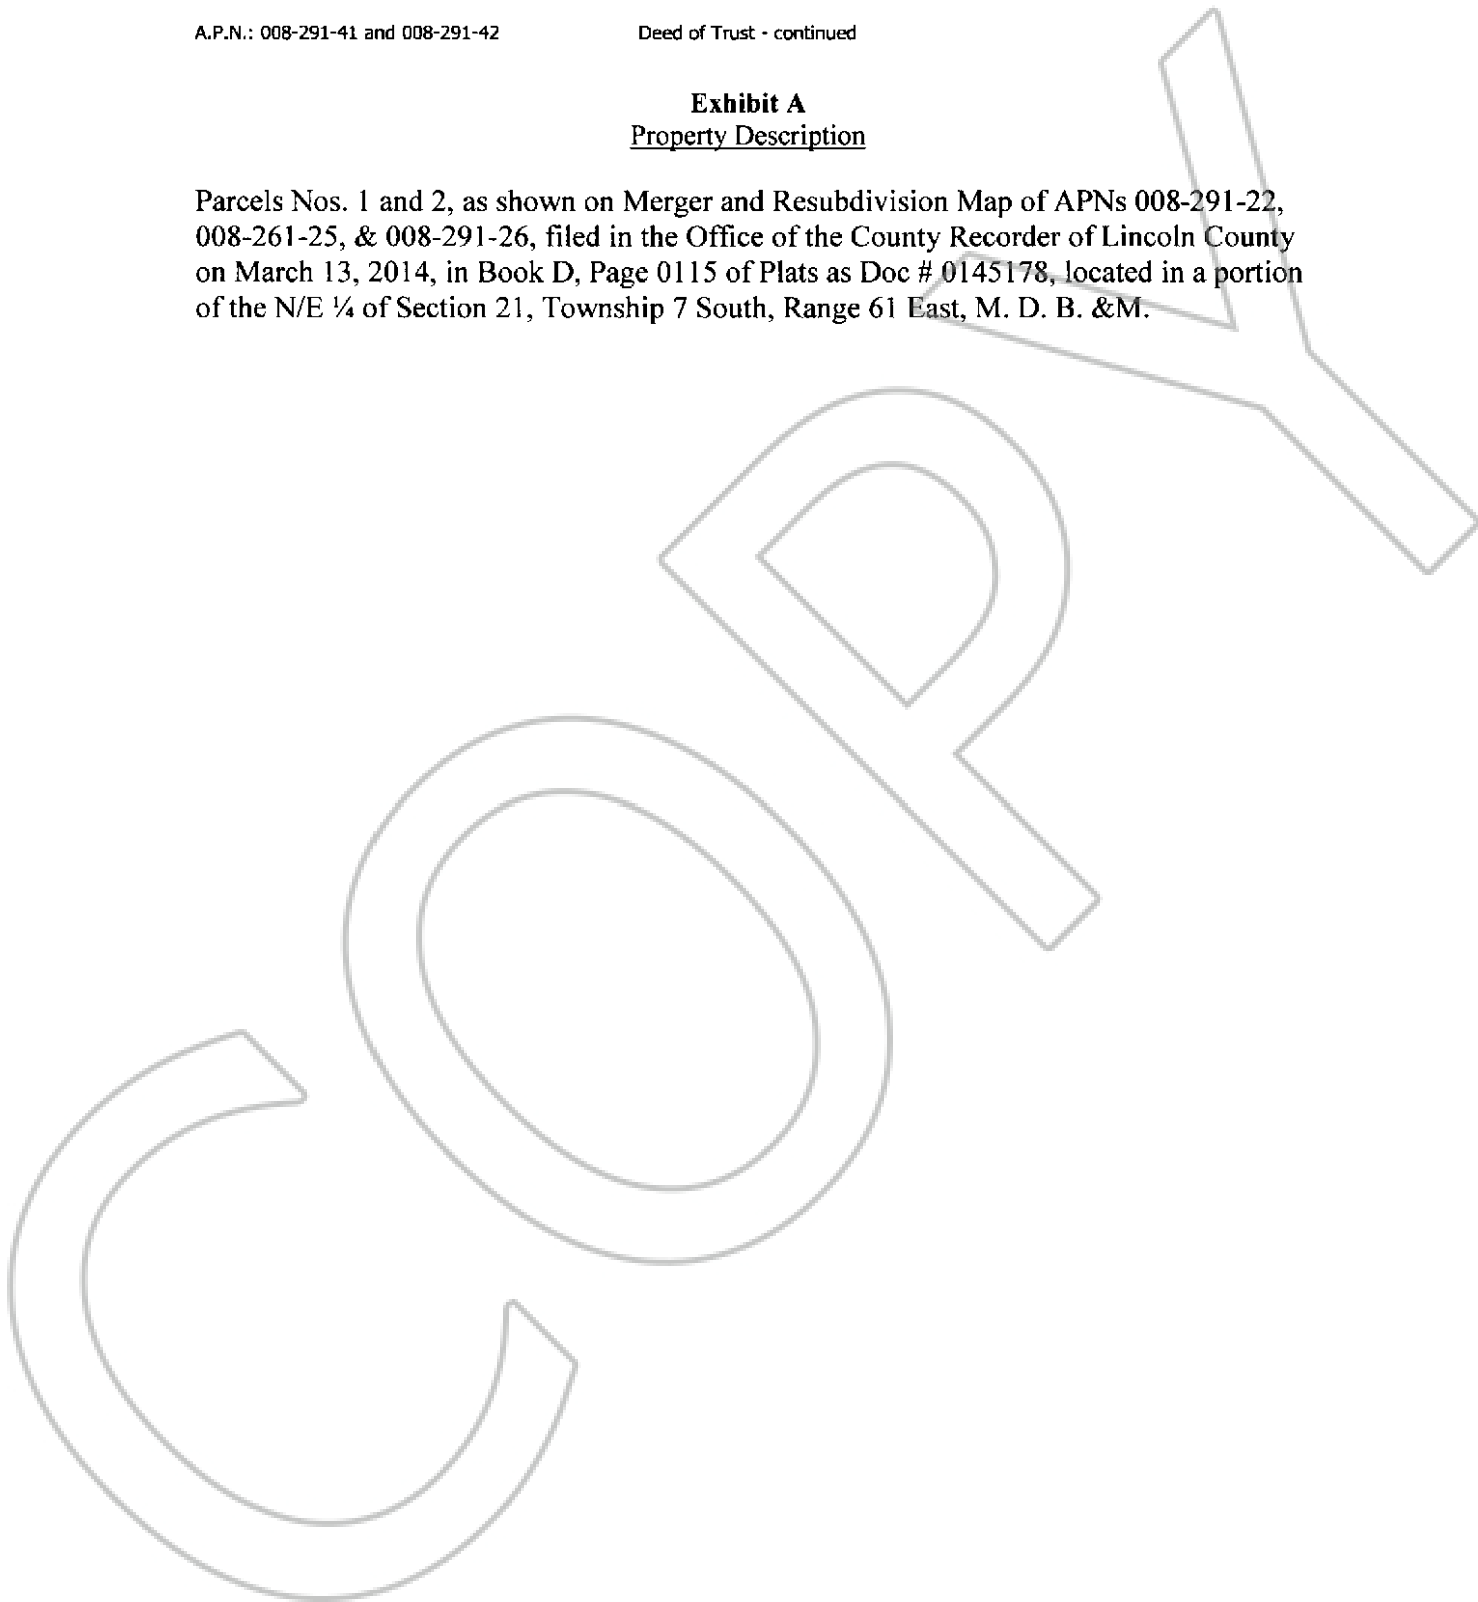 A.P.N.: 008-291-41 and 008-291-42 Deed of Trust - continued
Exhibit A
Property Description
Parcels Nos. 1 and 2, as shown on Merger and Resubdivision Map of APNs 008-291-22,
008-261-25, & 008-291-26, filed in the Office of the County Recorder of Lincoln County
on March 13, 2014, in Book D, Page 0115 of Plats as Doc # 0145178, located in a portion
of the N/E ¼ of Section 21, Township 7 South, Range 61 East, M. D. B. &M.
COPY